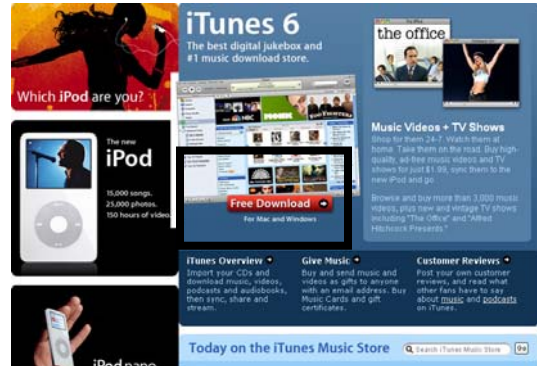 Which iPod are you?
The new
iPod
15,000 songs.
25,000 photos.
150 hours of video.
iPod nano
iTunes 6
The best digital jukebox and
#1 music download store.
the office
NBC
Free Download
For Mac and Windows
Music Videos + TV Shows
Shop for them 24-7. Watch them at
home. Take them on the road. Buy high-
quality, ad-free music videos and TV
shows for just $1.99, sync them to the
new iPod and go.
Browse and buy more than 3,000 music
videos, plus new and vintage TV shows
including "The Office" and "Alfred
Hitchcock Presents."
iTunes Overview
Import your CDs and
download music, videos,
podcasts and audiobooks,
then sync, share and
stream.
Give Music
Buy and send music and
videos as gifts to anyone
with an email address. Buy
Music Cards and gift
certificates.
Customer Reviews
Post your own customer
reviews, and read what
other fans have to say
about music and podcasts
on iTunes.
Today on the iTunes Music Store
Search iTunes Music Store
Go